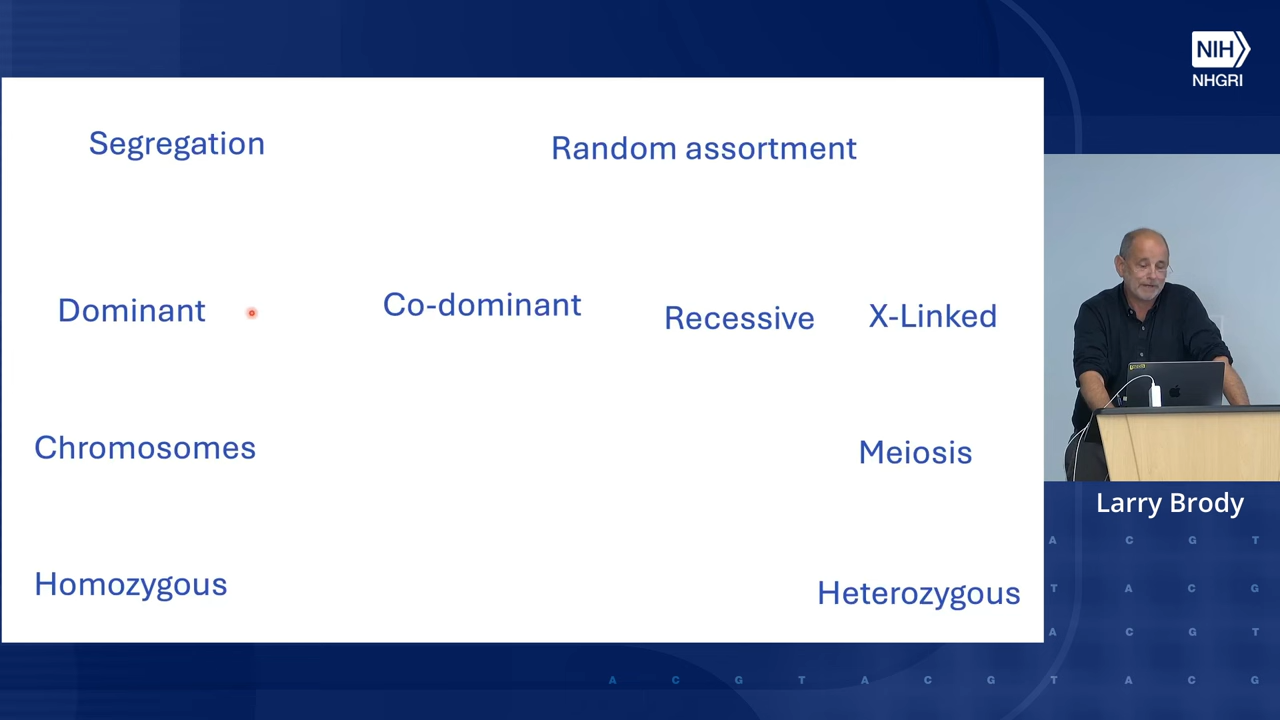 NIH
NHGRI
Segregation
Random assortment
Dominant
Co-dominant
Recessive
X-Linked
Chromosomes
Meiosis
Homozygous
Heterozygous
Larry Brody
A C G T
T A C G
A C G T
A C G T A C G T A C G